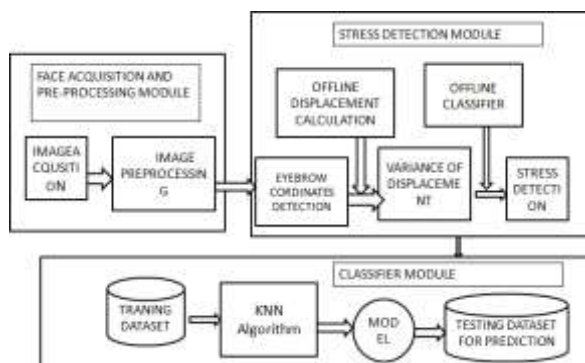 STRESS DETECTION MODULE
FACE ACQUISITION AND
PRE-PROCESSING MODULE
OFFLINE
DISPLACEMENT
CALCULATION
OFFLINE
CLASSIFIER
IMAGEA
CQUSITI
ON
IMAGE
PREPROCESSIN
G
EYEBROW
CORDINATES
DETECTION
VARIANCE OF
DISPLACEME
NT
STRESS
DETECTI
ON
CLASSIFIER MODULE
TRANING
DATASET
KNN
Algorithm
MOD
EL
TESTING DATASET
FOR PREDICTION